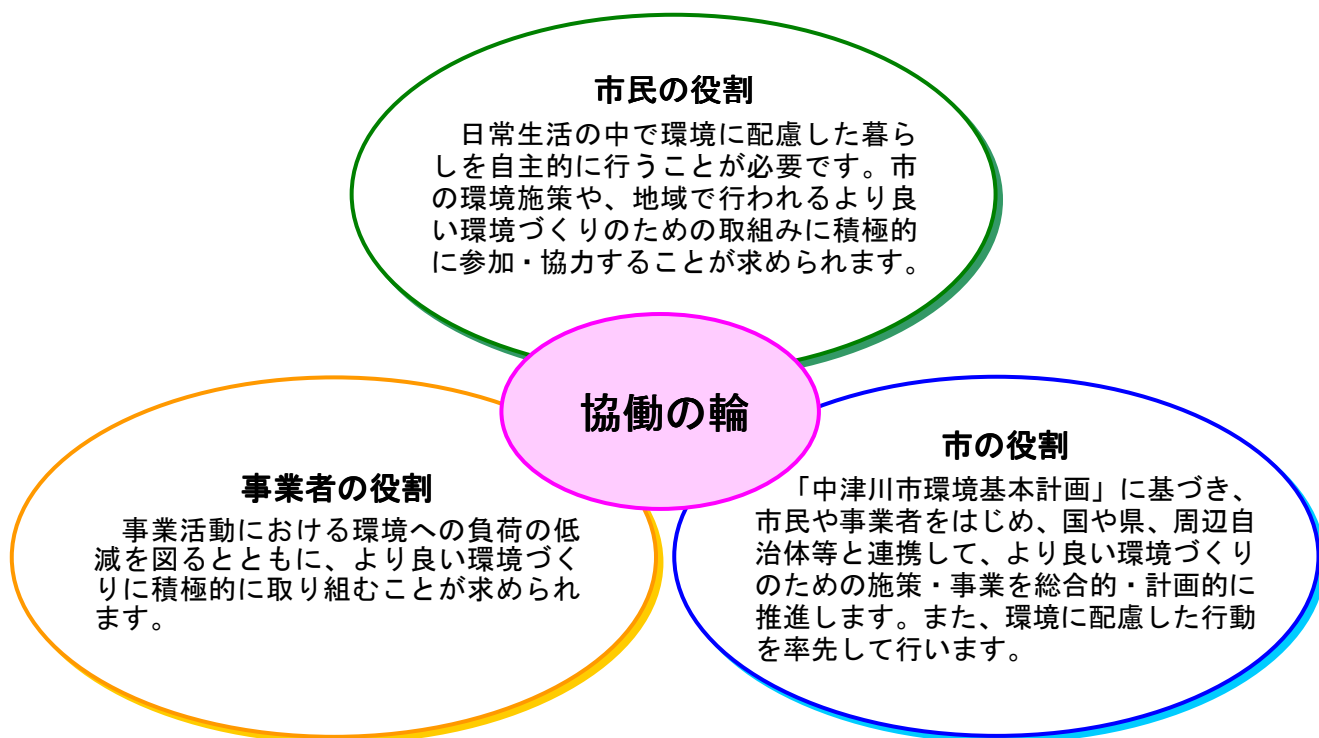 市民の役割
日常生活の中で環境に配慮した暮ら
しを自主的に行うことが必要です。市
の環境施策や、地域で行われるより良
い環境づくりのための取組みに積極的
に参加・協力することが求められます。
協働の輪
事業者の役割
事業活動における環境への負荷の低
減を図るとともに、より良い環境づく
りに積極的に取り組むことが求められ
ます。
市の役割
「中津川市環境基本計画」に基づき、
市民や事業者をはじめ、国や県、周辺自
治体等と連携して、より良い環境づくり
のための施策・事業を総合的・計画的に
推進します。また、環境に配慮した行動
を率先して行います。